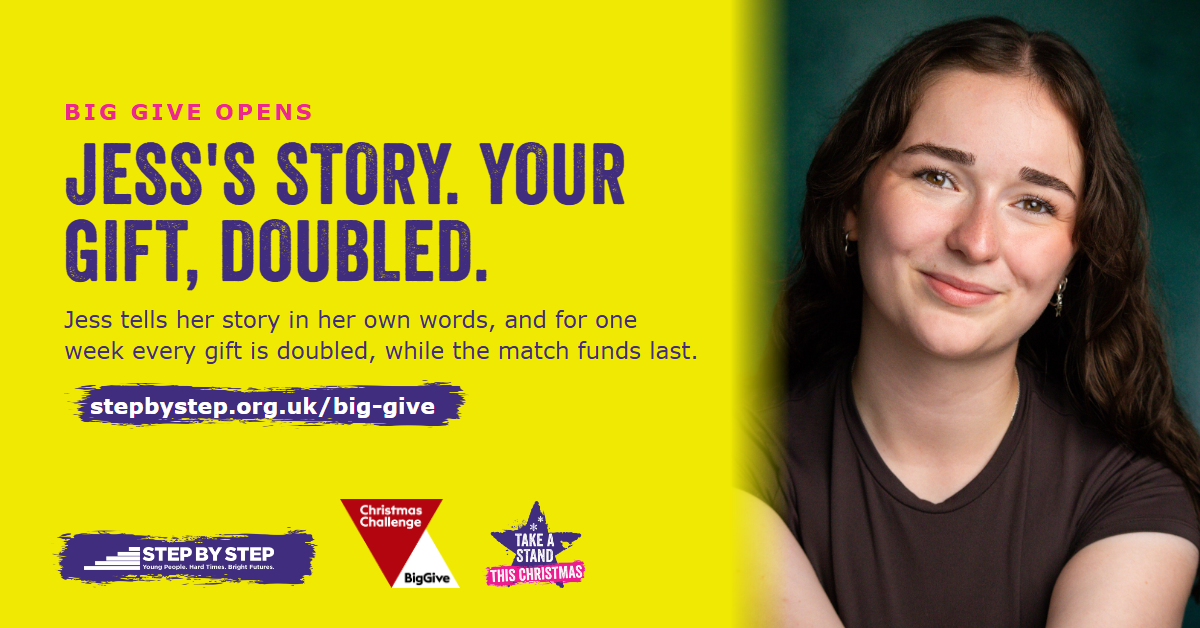 BIG GIVE OPENS
JESS'S STORY. YOUR
GIFT, DOUBLED.
Jess tells her story in her own words, and for one
week every gift is doubled, while the match funds last.
stepbystep.org.uk/big-give
STEP BY STEP
Young People. Hard Times. Bright Futures.
Christmas
Challenge
BigGive
TAKE A
STAND
THIS CHRISTMAS